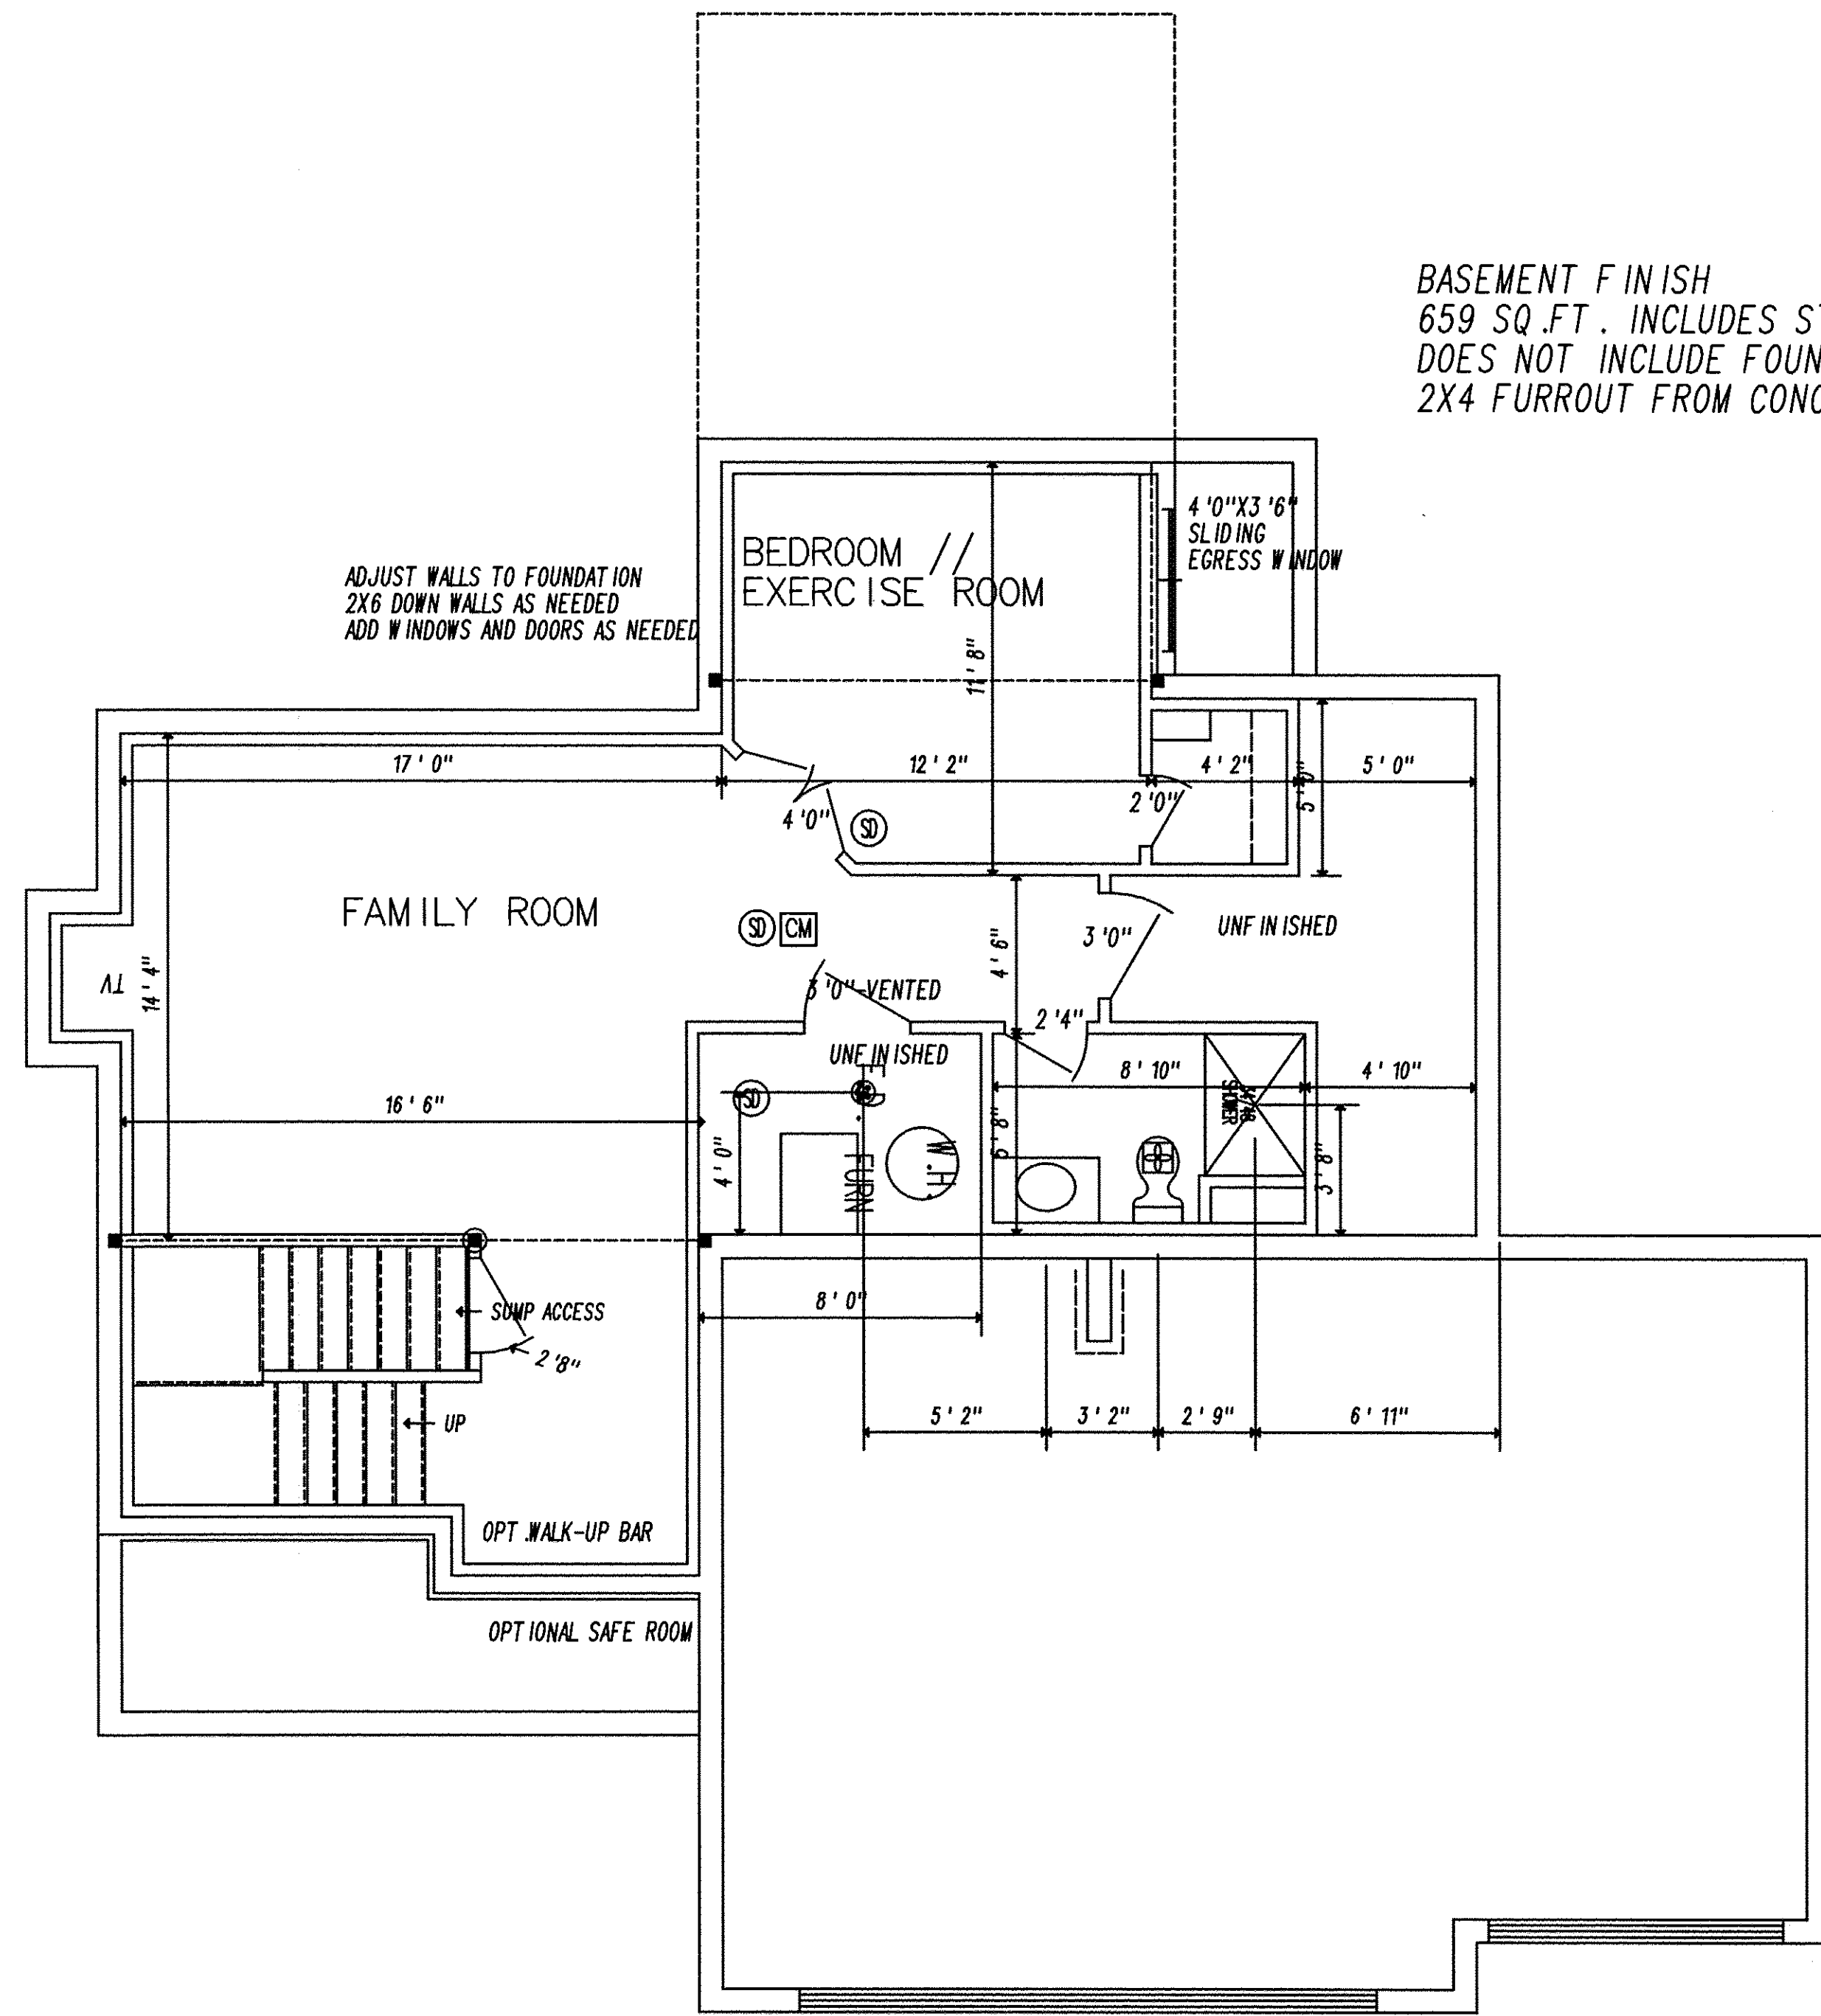 BASEMENT FINISH
659 SQ.FT. INCLUDES
DOES NOT INCLUDE
2X4 FURROUT FROM
4'0"X3'6"
SLIDING
EGRESS WINDOW
BEDROOM //
EXERCISE ROOM
ADJUST WALLS TO FOUNDATION
2X6 DOWN WALLS AS NEEDED
ADD WINDOWS AND DOORS AS NEEDED
11' 8"
17' 0"
12' 2"
4' 2"
5' 0"
5' 0"
2'0"
4'0"
SD
FAMILY ROOM
SD CM
3'0"
UNFINISHED
4' 6"
TV
14' 4"
3'0"-VENTED
2'4"
UNFINISHED
8' 10"
4' 10"
16' 6"
SD
F.D.
SHOWER
4' 0"
FURN
W.H.
5' 8"
3' 8"
SUMP ACCESS
2'8"
8' 0"
UP
5' 2"
3' 2"
2' 9"
6' 11"
OPT.WALK-UP BAR
OPTIONAL SAFE ROOM